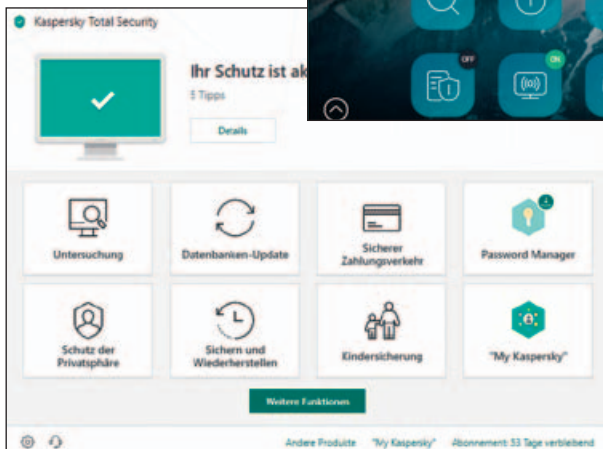 Kaspersky Total Security
Ihr Schutz ist ak
5 Tipps
Details
OFF
ON
Untersuchung
Datenbanken-Update
Sicherer
Zahlungsverkehr
Password Manager
Schutz der
Privatsphäre
Sichern und
Wiederherstellen
Kindersicherung
"My Kaspersky"
Weitere Funktionen
Andere Produkte "My Kaspersky" Abonnement: 33 Tage verbleibend